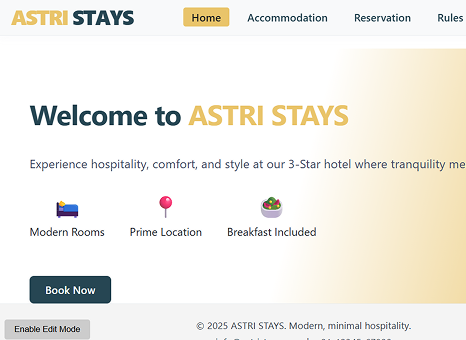 ASTRI STAYS
Home
Accommodation
Reservation
Rules
Welcome to ASTRI STAYS
Experience hospitality, comfort, and style at our 3-Star hotel where tranquility me
Modern Rooms
Prime Location
Breakfast Included
Book Now
Enable Edit Mode
© 2025 ASTRI STAYS. Modern, minimal hospitality.